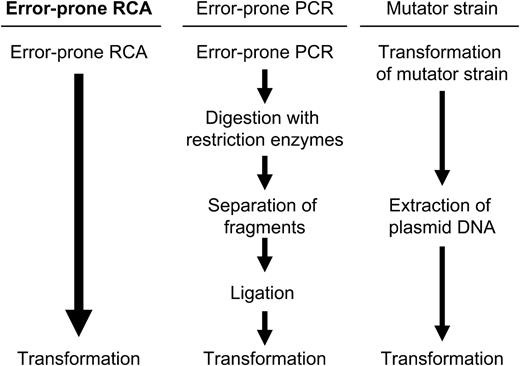 Error-prone RCA
Error-prone RCA
Transformation
Error-prone PCR
Error-prone PCR
Digestion with
restriction enzymes
Separation of
fragments
Ligation
Transformation
Mutator strain
Transformation
of mutator strain
Extraction of
plasmid DNA
Transformation